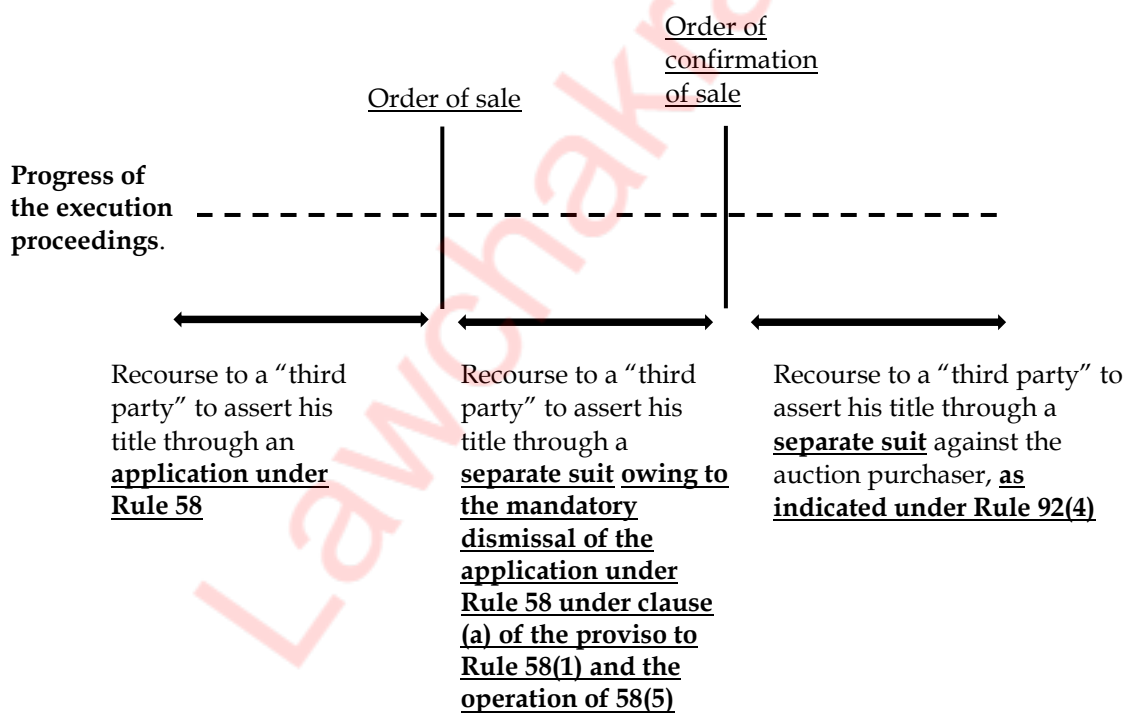 Order of
confirmation
of sale
Order of sale
Progress of
the execution
proceedings.
Recourse to a “third
party” to assert his
title through an
application under
Rule 58
Recourse to a “third
party” to assert his
title through a
separate suit owing to
the mandatory
dismissal of the
application under
Rule 58 under clause
(a) of the proviso to
Rule 58(1) and the
operation of 58(5)
Recourse to a “third party” to
assert his title through a
separate suit against the
auction purchaser, as
indicated under Rule 92(4)
Lawchakr